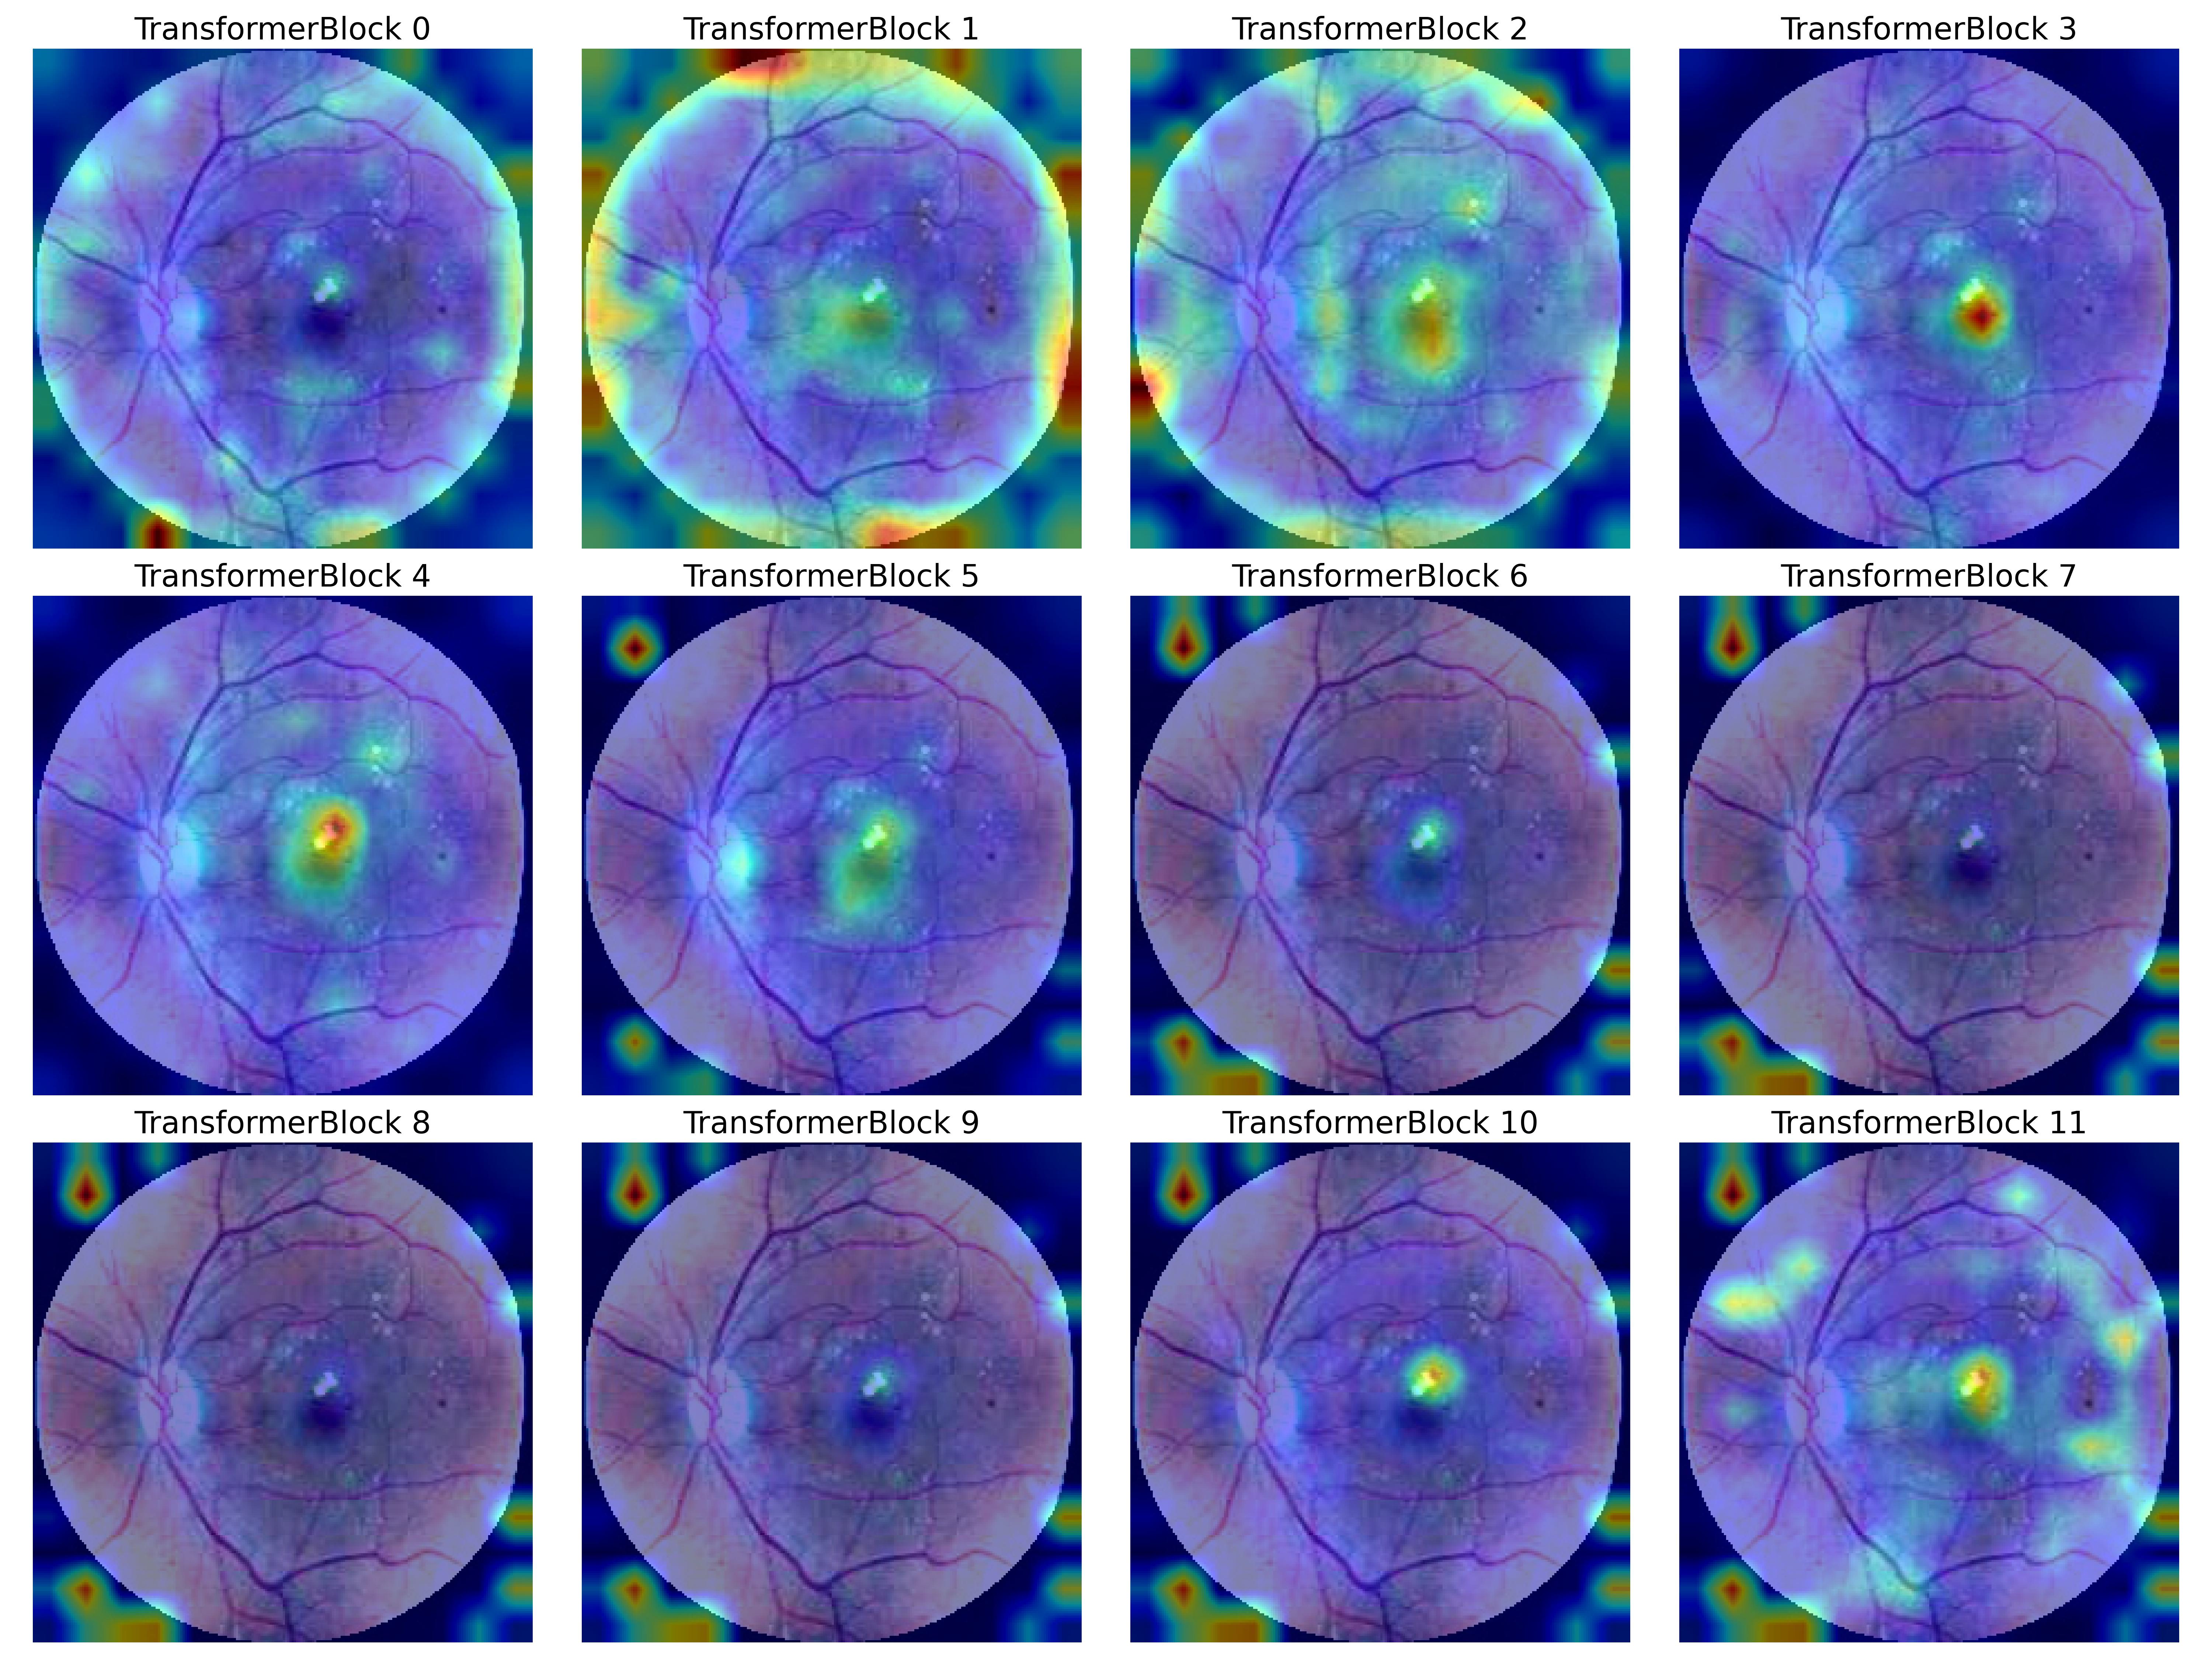 TransformerBlock 0
TransformerBlock 1
TransformerBlock 2
TransformerBlock 3
TransformerBlock 4
TransformerBlock 5
TransformerBlock 6
TransformerBlock 7
TransformerBlock 8
TransformerBlock 9
TransformerBlock 10
TransformerBlock 11